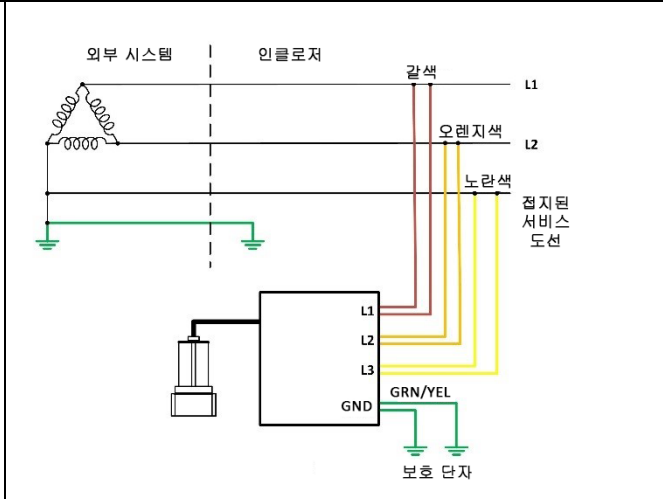 외부 시스템
인클로저
갈색
L1
오렌지색
L2
노란색
접지된
서비스
도선
L1
L2
L3
GRN/YEL
GND
보호 단자